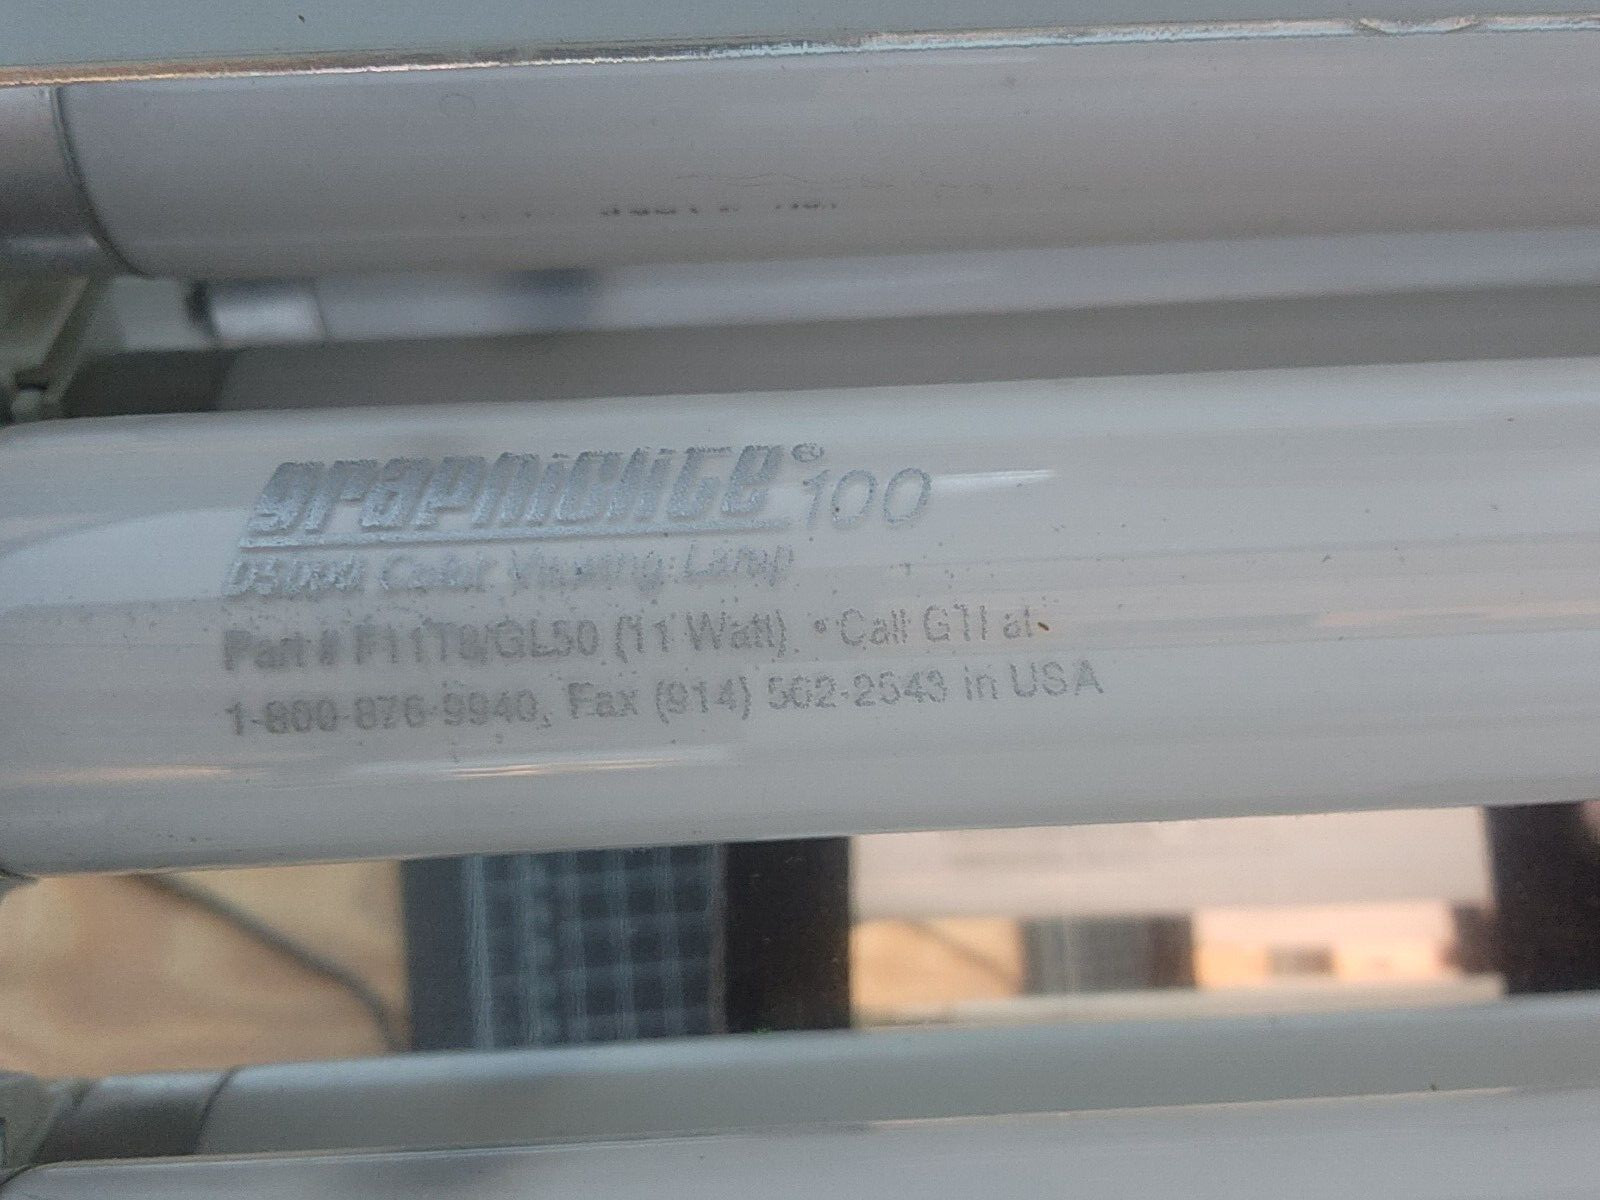 graphiclite® 100
D5000 Color Viewing Lamp
Part # F11T8/GL50 (11 Watt) • Call GTI at
1-800-876-9940, Fax (914) 562-2543 in USA